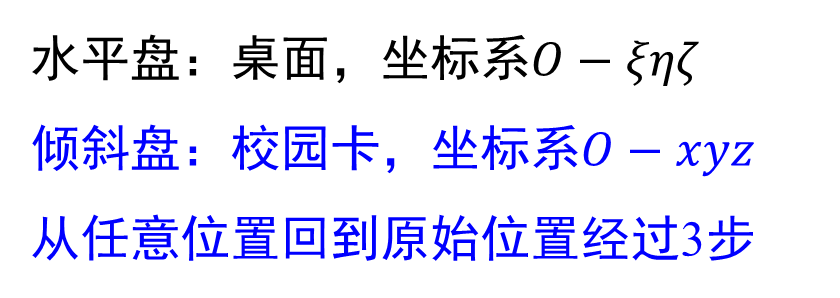 水平盘：桌面，坐标系O − ξηζ
倾斜盘：校园卡，坐标系O − xyz
从任意位置回到原始位置经过3步